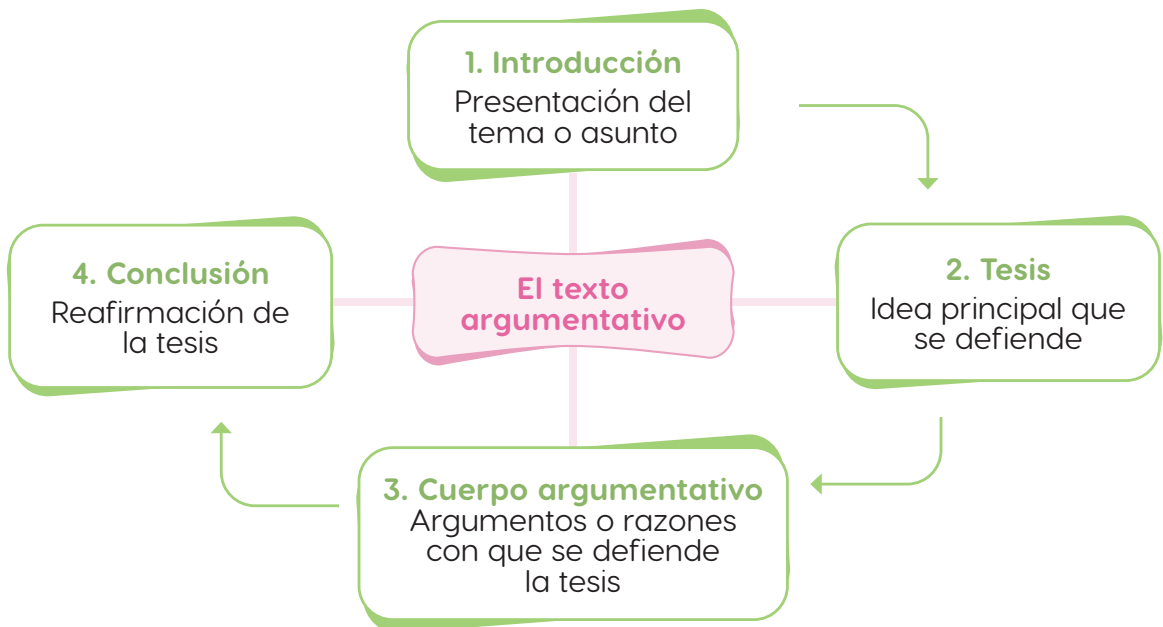 1. Introducción
Presentación del
tema o asunto
2. Tesis
Idea principal que
se defiende
3. Cuerpo argumentativo
Argumentos o razones
con que se defiende
la tesis
4. Conclusión
Reafirmación de
la tesis
El texto
argumentativo